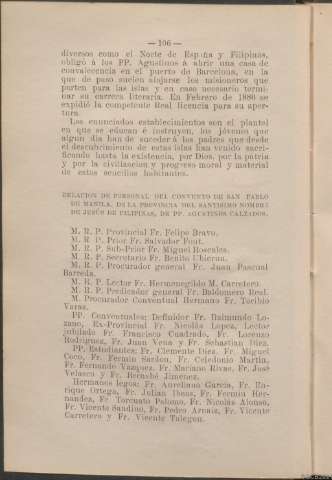 — 106 —
diversos como el Norte de España y Filipinas,
obligó á los PP. Agustinos á abrir una casa de
convalecencia en el puerto de Barcelona, en la
que de paso suelen alojarse los misioneros que
parten para las islas y en caso necesario termi-
nar su carrera literaria. En Febrero de 1889 se
expidió la competente Real licencia para su aper-
tura.
Los enunciados establecimientos son el plantel
en que se educan é instruyen, los jóvenes que
algun dia han de suceder á los padres que desde
el descubrimiento de estas islas han venido sacri-
ficando hasta la existencia, por Dios, por la pátria
y por la civilizacion y progreso moral y material
de estos sencillos habitantes.
RELACION DE PERSONAL DEL CONVENTO DE SAN PABLO
DE MANILA, DE LA PROVINCIA DEL SANTISIMO NOMBRE
DE JESÚS DE FILIPINAS, DE PP. AGUSTINOS CALZADOS.
M. R. P. Provincial Fr. Felipe Bravo.
M. R. P. Prior Fr. Salvador Font.
M. R. P. Sub-Prior Fr. Miguel Roscales.
M. R. P. Secretario Fr. Benito Ubierna.
M. R. P. Procurador general Fr. Juan Pascual
Barreda.
M. R. P. Lector Fr. Hermenegildo M. Carretero.
M. R. P. Predicador general Fr. Baldomero Real.
M. Procurador Conventual Hermano Fr. Toribio
Varas.
PP. Conventuales: Definidor Fr. Raimundo Lo-
zano, Ex-Provincial Fr. Nicolás Lopez, Lector
jubilado Fr. Francisco Cuadrado, Fr. Lorenzo
Rodriguez, Fr. Juan Vena y Fr. Sebastian Diez.
PP. Estudiantes: Fr. Clemente Diez, Fr. Miguel
Coco, Fr. Fermin Sardon, Fr. Celedonio Martin,
Fr. Fernando Vazquez, Fr. Mariano Rivas, Fr. José
Velasco y Fr. Bernabé Jimenez.
Hermanos legos: Fr. Aureliano Garcia, Fr. En-
rique Ortega, Fr. Julian Ibeas, Fr. Fermin Her-
nandez, Fr. Torcuato Palomo, Fr. Nicolás Alonso,
Fr. Vicente Sandino, Fr. Pedro Arnaiz, Fr. Vicente
Carretero y Fr. Vicente Talegon.